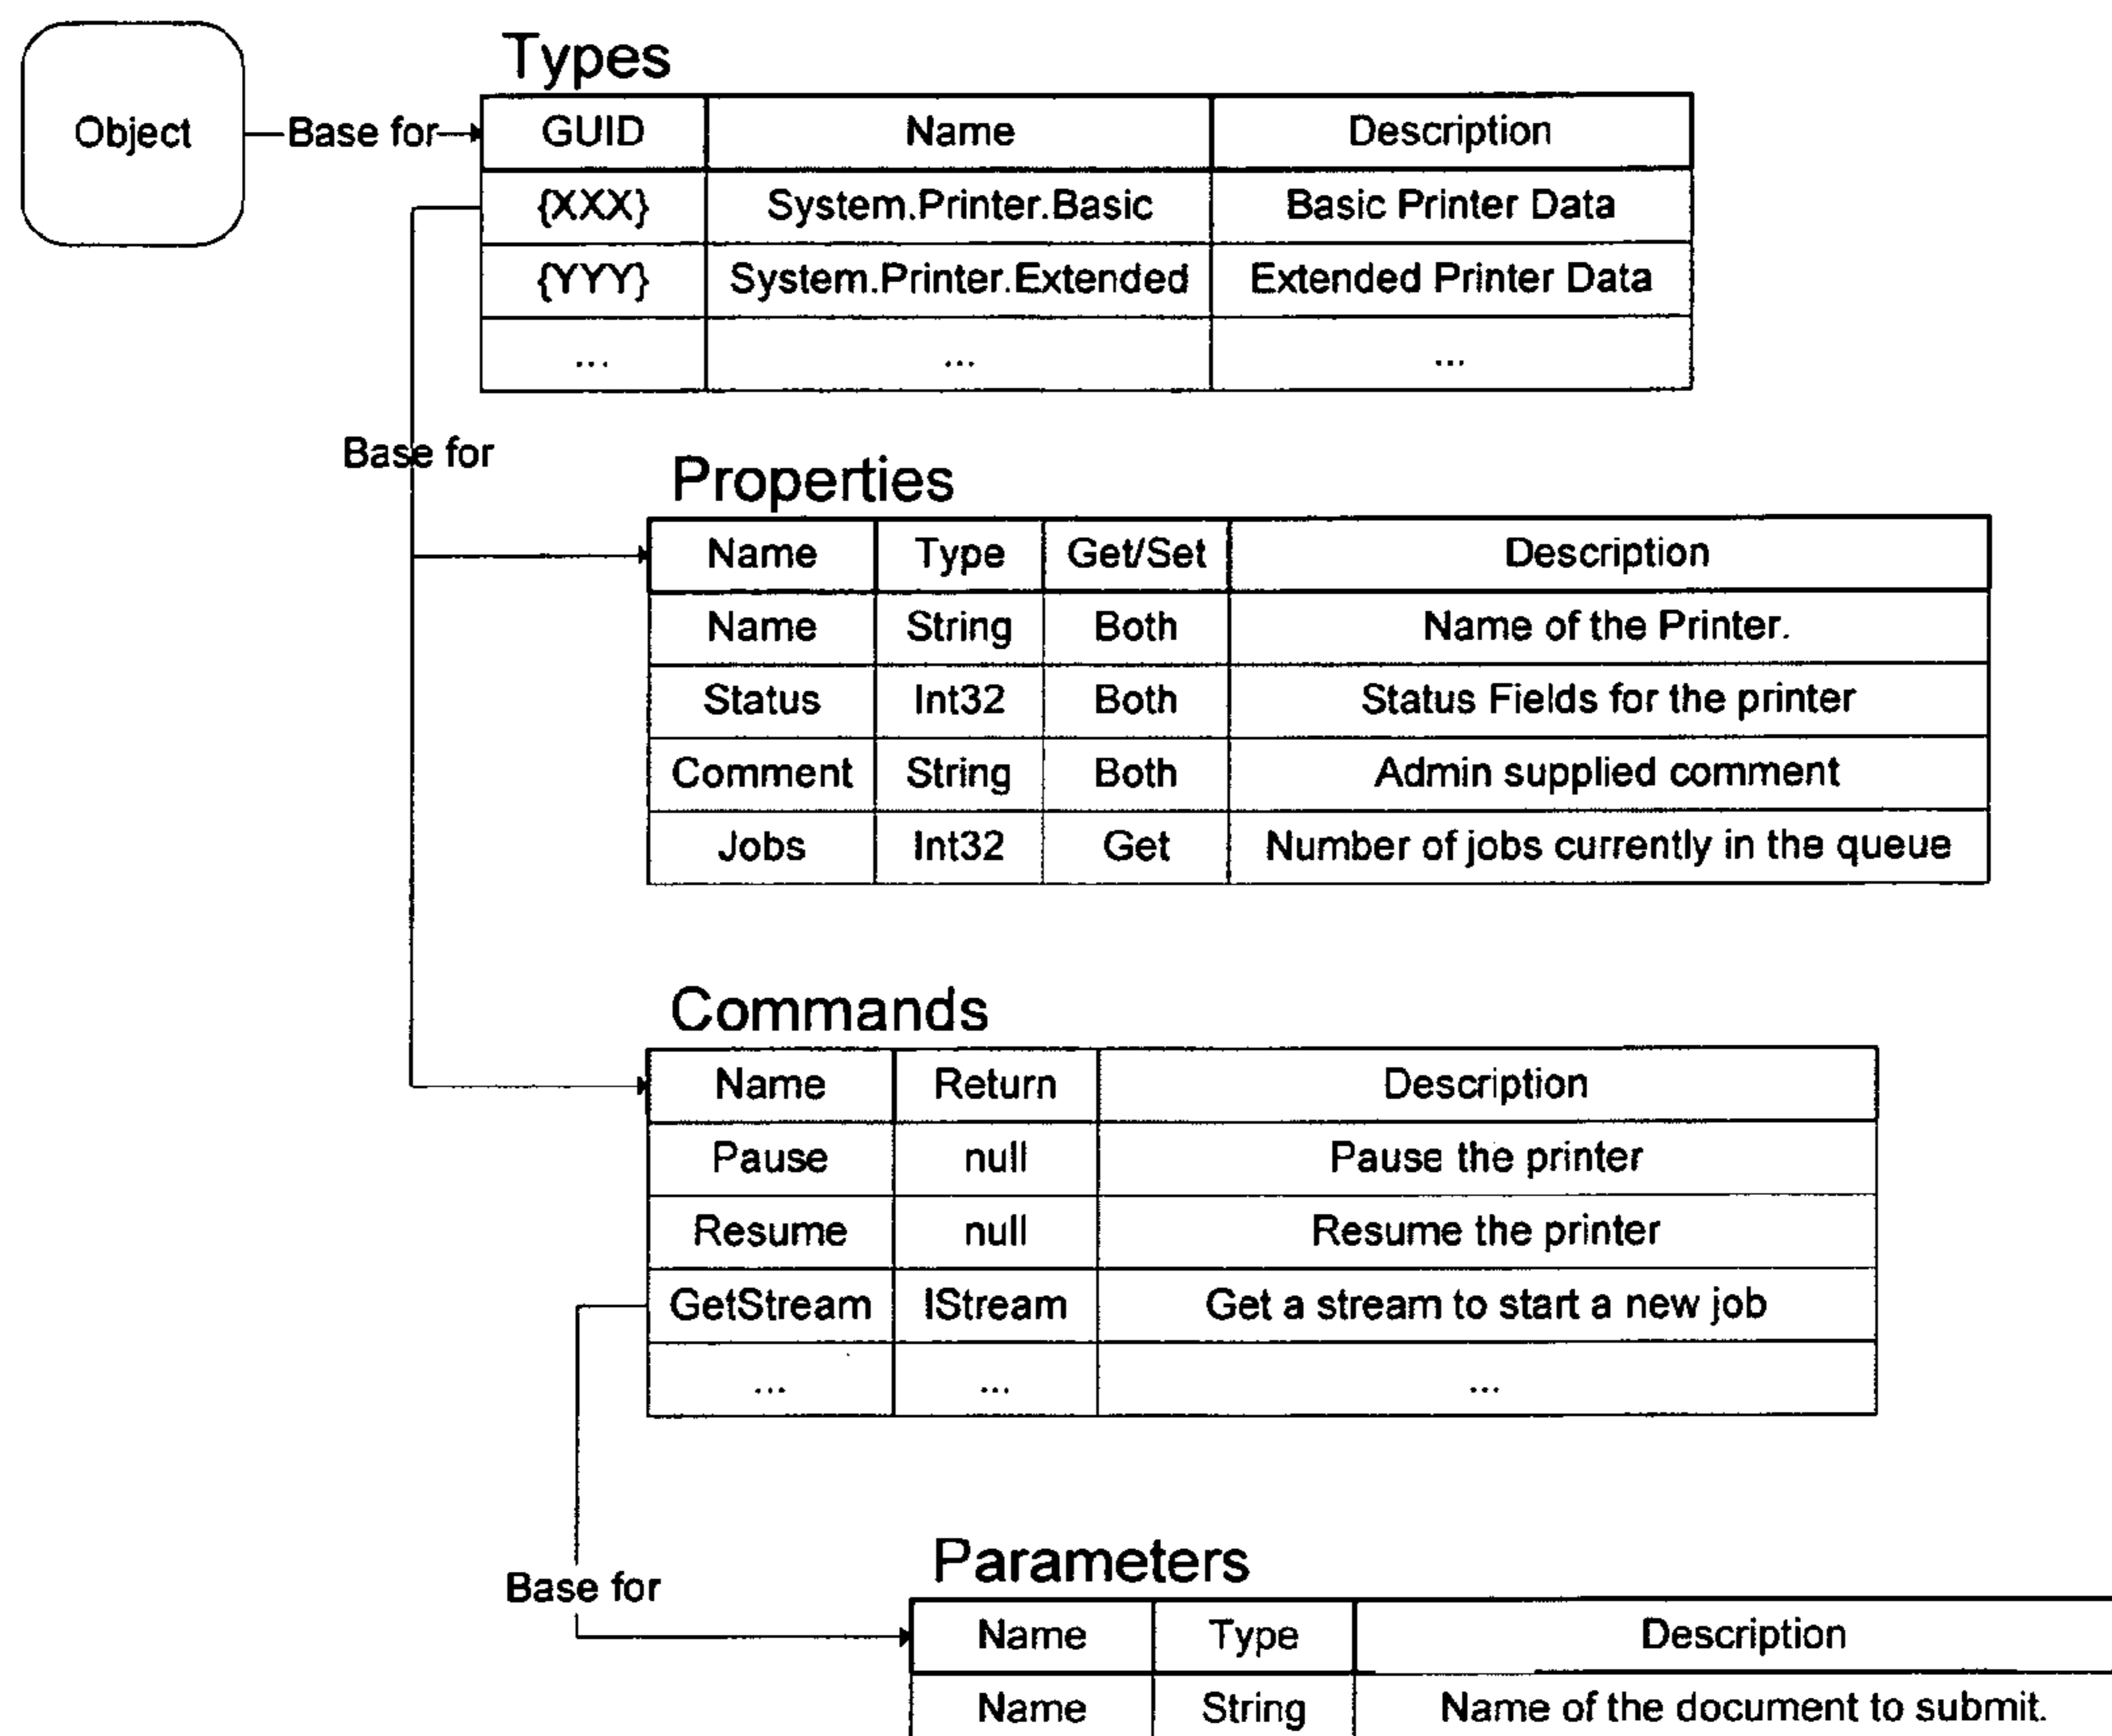 Types
Object
Base for
GUID Name Description
{XXX} System.Printer.Basic Basic Printer Data
{YYY} System.Printer.Extended Extended Printer Data
... ... ...
Base for
Properties
Name Type Get/Set Description
Name String Both Name of the Printer.
Status Int32 Both Status Fields for the printer
Comment String Both Admin supplied comment
Jobs Int32 Get Number of jobs currently in the queue
Commands
Name Return Description
Pause null Pause the printer
Resume null Resume the printer
GetStream IStream Get a stream to start a new job
... ... ...
Base for
Parameters
Name Type Description
Name String Name of the document to submit.